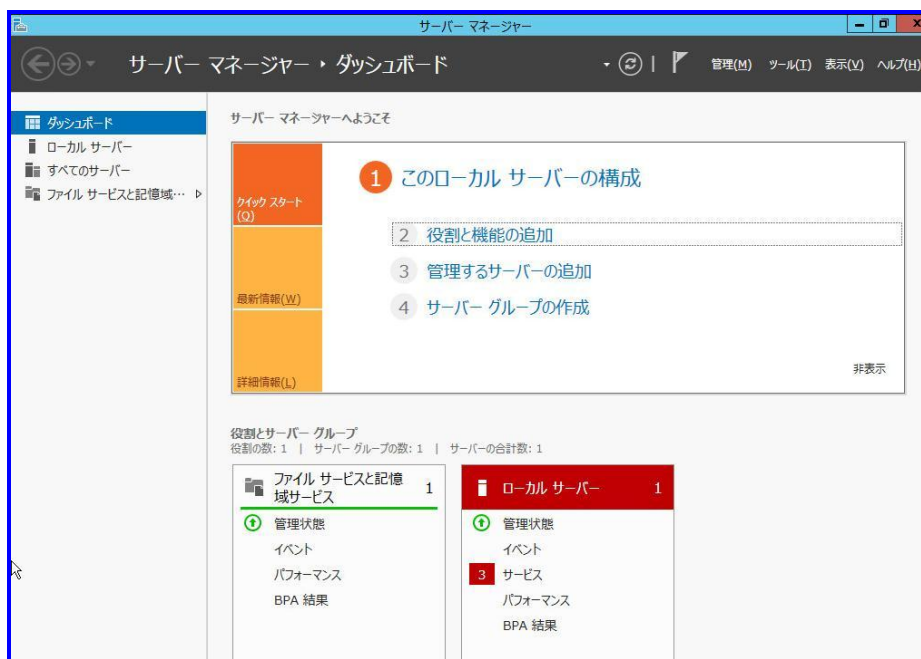 サーバー マネージャー
サーバー マネージャー・ダッシュボード
管理(M) ツール(T) 表示(V) ヘルプ(H)
ダッシュボード
ローカル サーバー
すべてのサーバー
ファイル サービスと記憶域…
サーバー マネージャーへようこそ
クイック スタート
(Q)
最新情報(W)
詳細情報(L)
1 このローカル サーバーの構成
2 役割と機能の追加
3 管理するサーバーの追加
4 サーバー グループの作成
非表示
役割とサーバー グループ
役割の数: 1 | サーバー グループの数: 1 | サーバーの合計数: 1
ファイル サービスと記憶
域サービス
1
管理状態
イベント
パフォーマンス
BPA 結果
ローカル サーバー 1
管理状態
イベント
3 サービス
パフォーマンス
BPA 結果